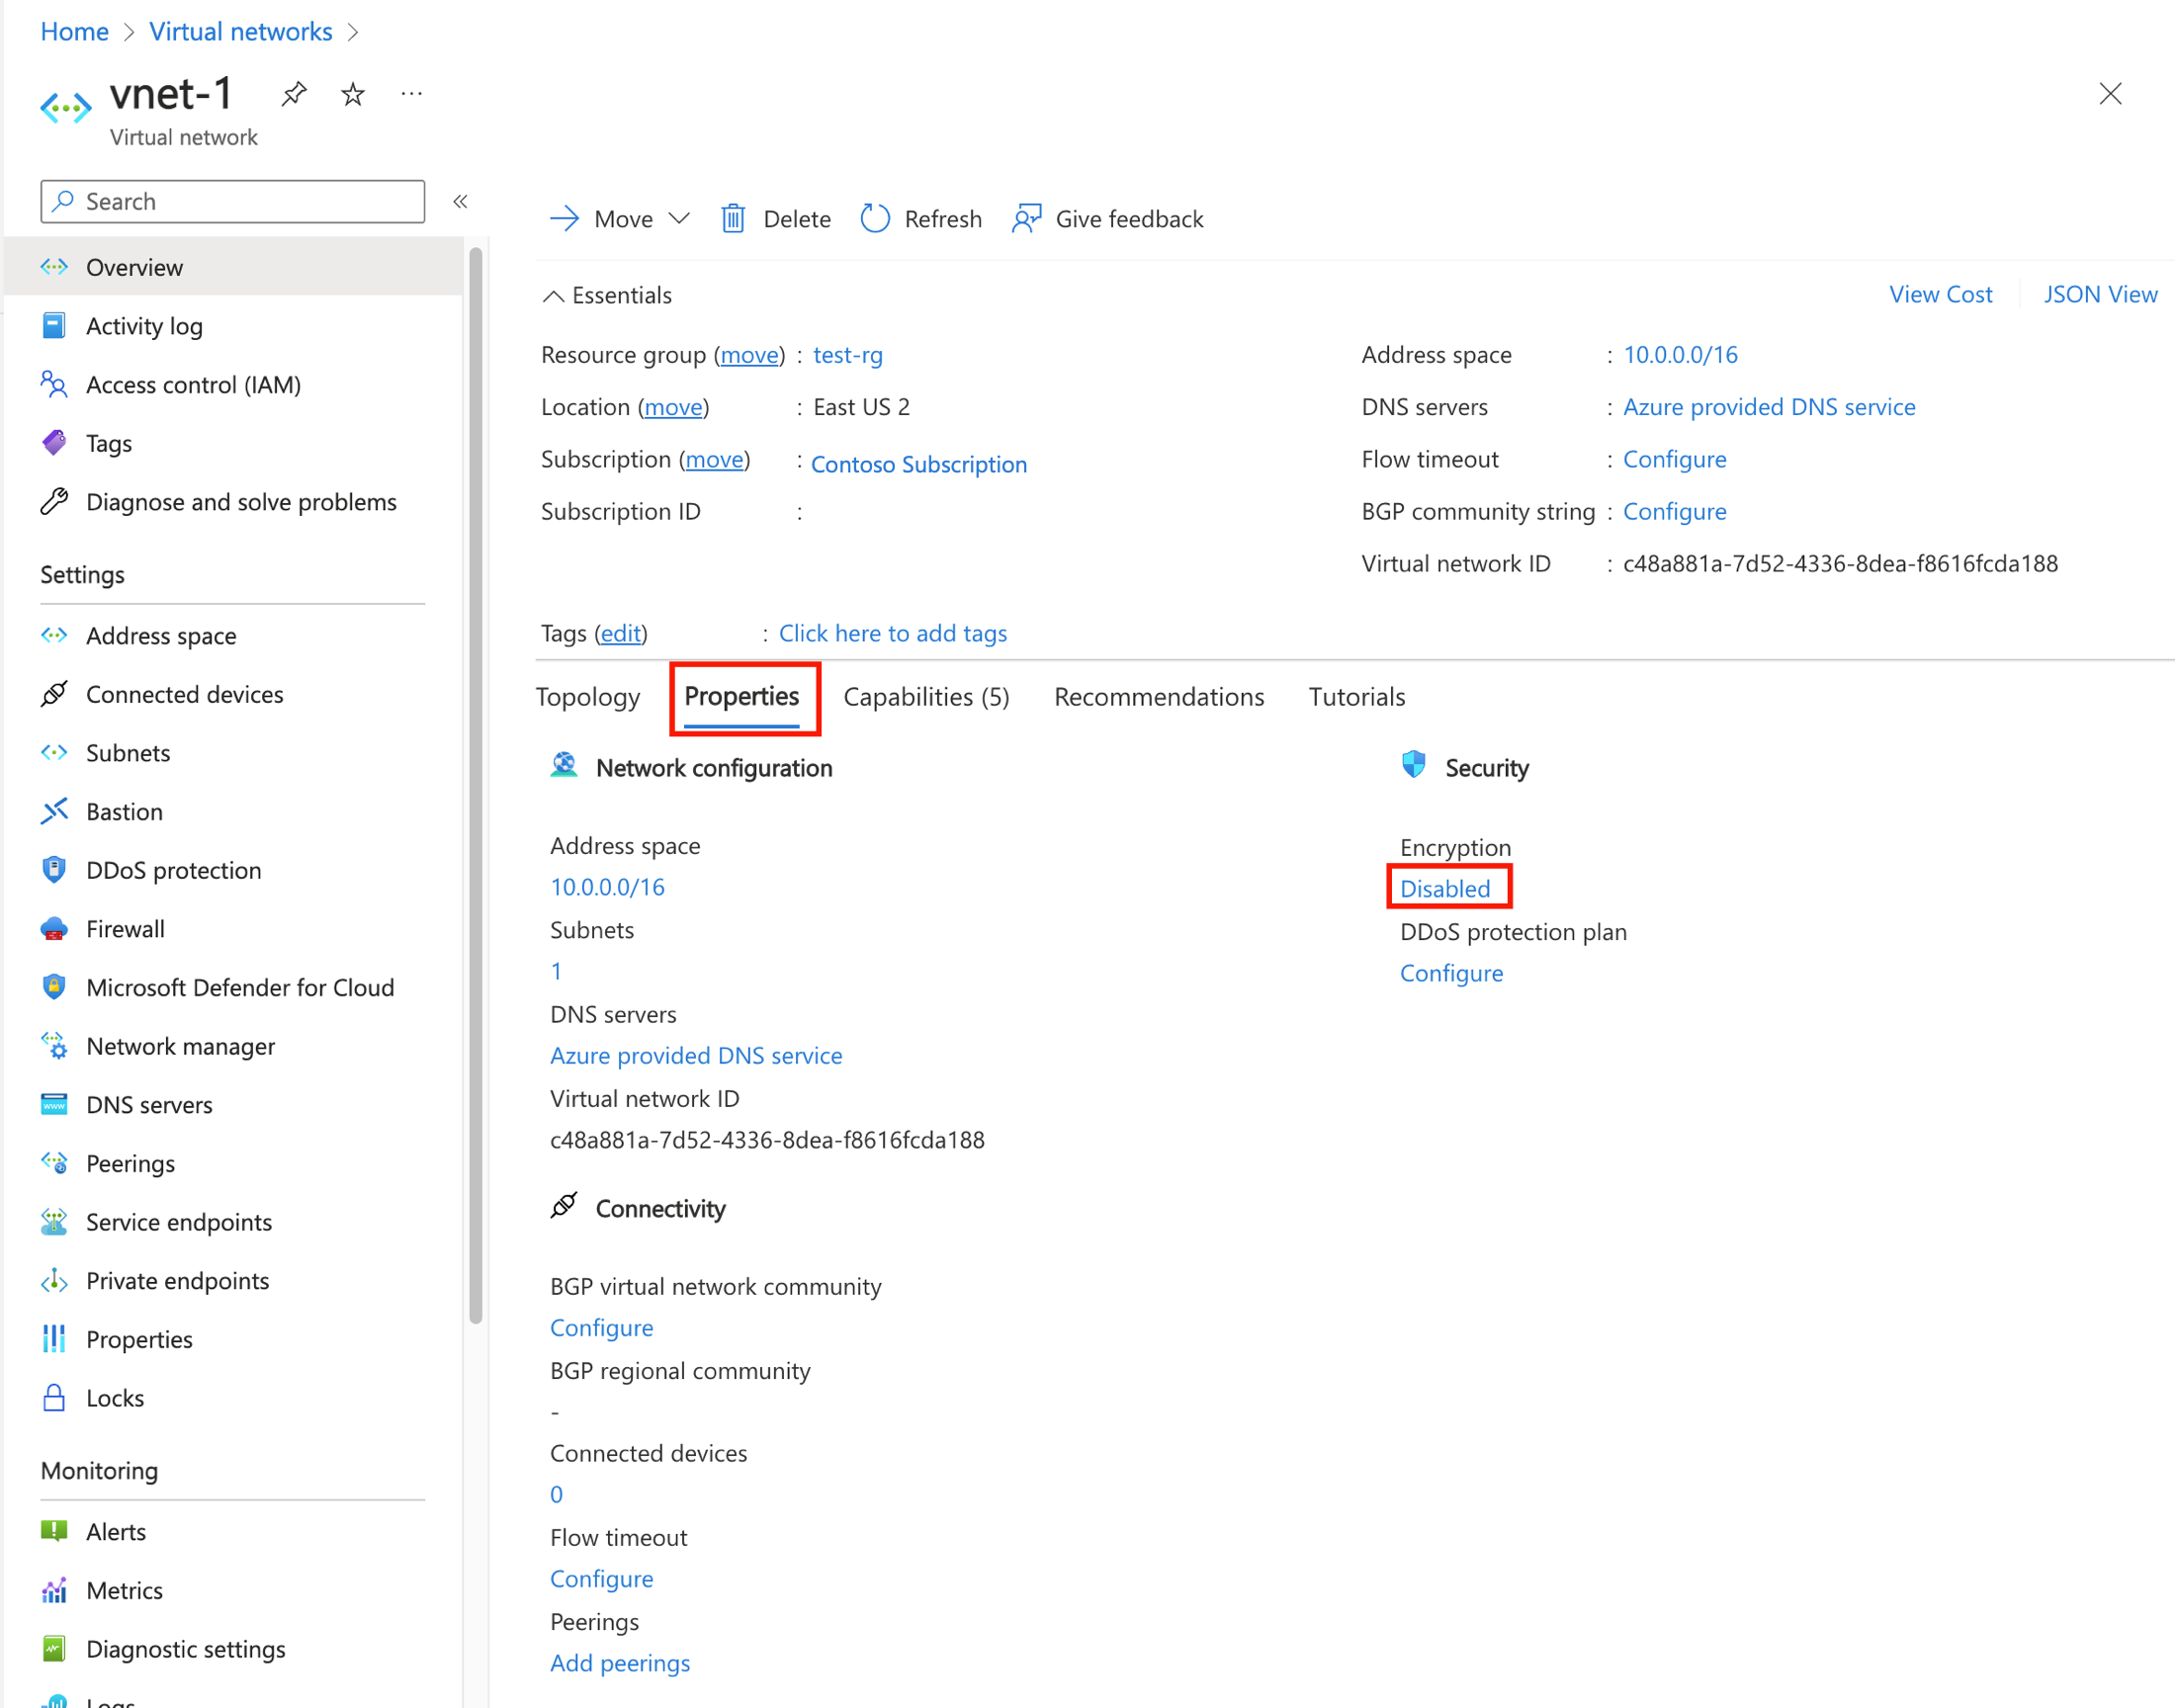 Home > Virtual networks >
vnet-1
Virtual network
Search
«
Overview
Activity log
Access control (IAM)
Tags
Diagnose and solve problems
Settings
Address space
Connected devices
Subnets
Bastion
DDoS protection
Firewall
Microsoft Defender for Cloud
Network manager
DNS servers
Peerings
Service endpoints
Private endpoints
Properties
Locks
Monitoring
Alerts
Metrics
Diagnostic settings
Logs
Move Delete Refresh Give feedback
Essentials
View Cost JSON View
Resource group (move) : test-rg
Location (move) : East US 2
Subscription (move) : Contoso Subscription
Subscription ID :
Address space : 10.0.0.0/16
DNS servers : Azure provided DNS service
Flow timeout : Configure
BGP community string : Configure
Virtual network ID : c48a881a-7d52-4336-8dea-f8616fcda188
Tags (edit) : Click here to add tags
Topology Properties Capabilities (5) Recommendations Tutorials
Network configuration
Address space
10.0.0.0/16
Subnets
1
DNS servers
Azure provided DNS service
Virtual network ID
c48a881a-7d52-4336-8dea-f8616fcda188
Connectivity
BGP virtual network community
Configure
BGP regional community
-
Connected devices
0
Flow timeout
Configure
Peerings
Add peerings
Security
Encryption
Disabled
DDoS protection plan
Configure